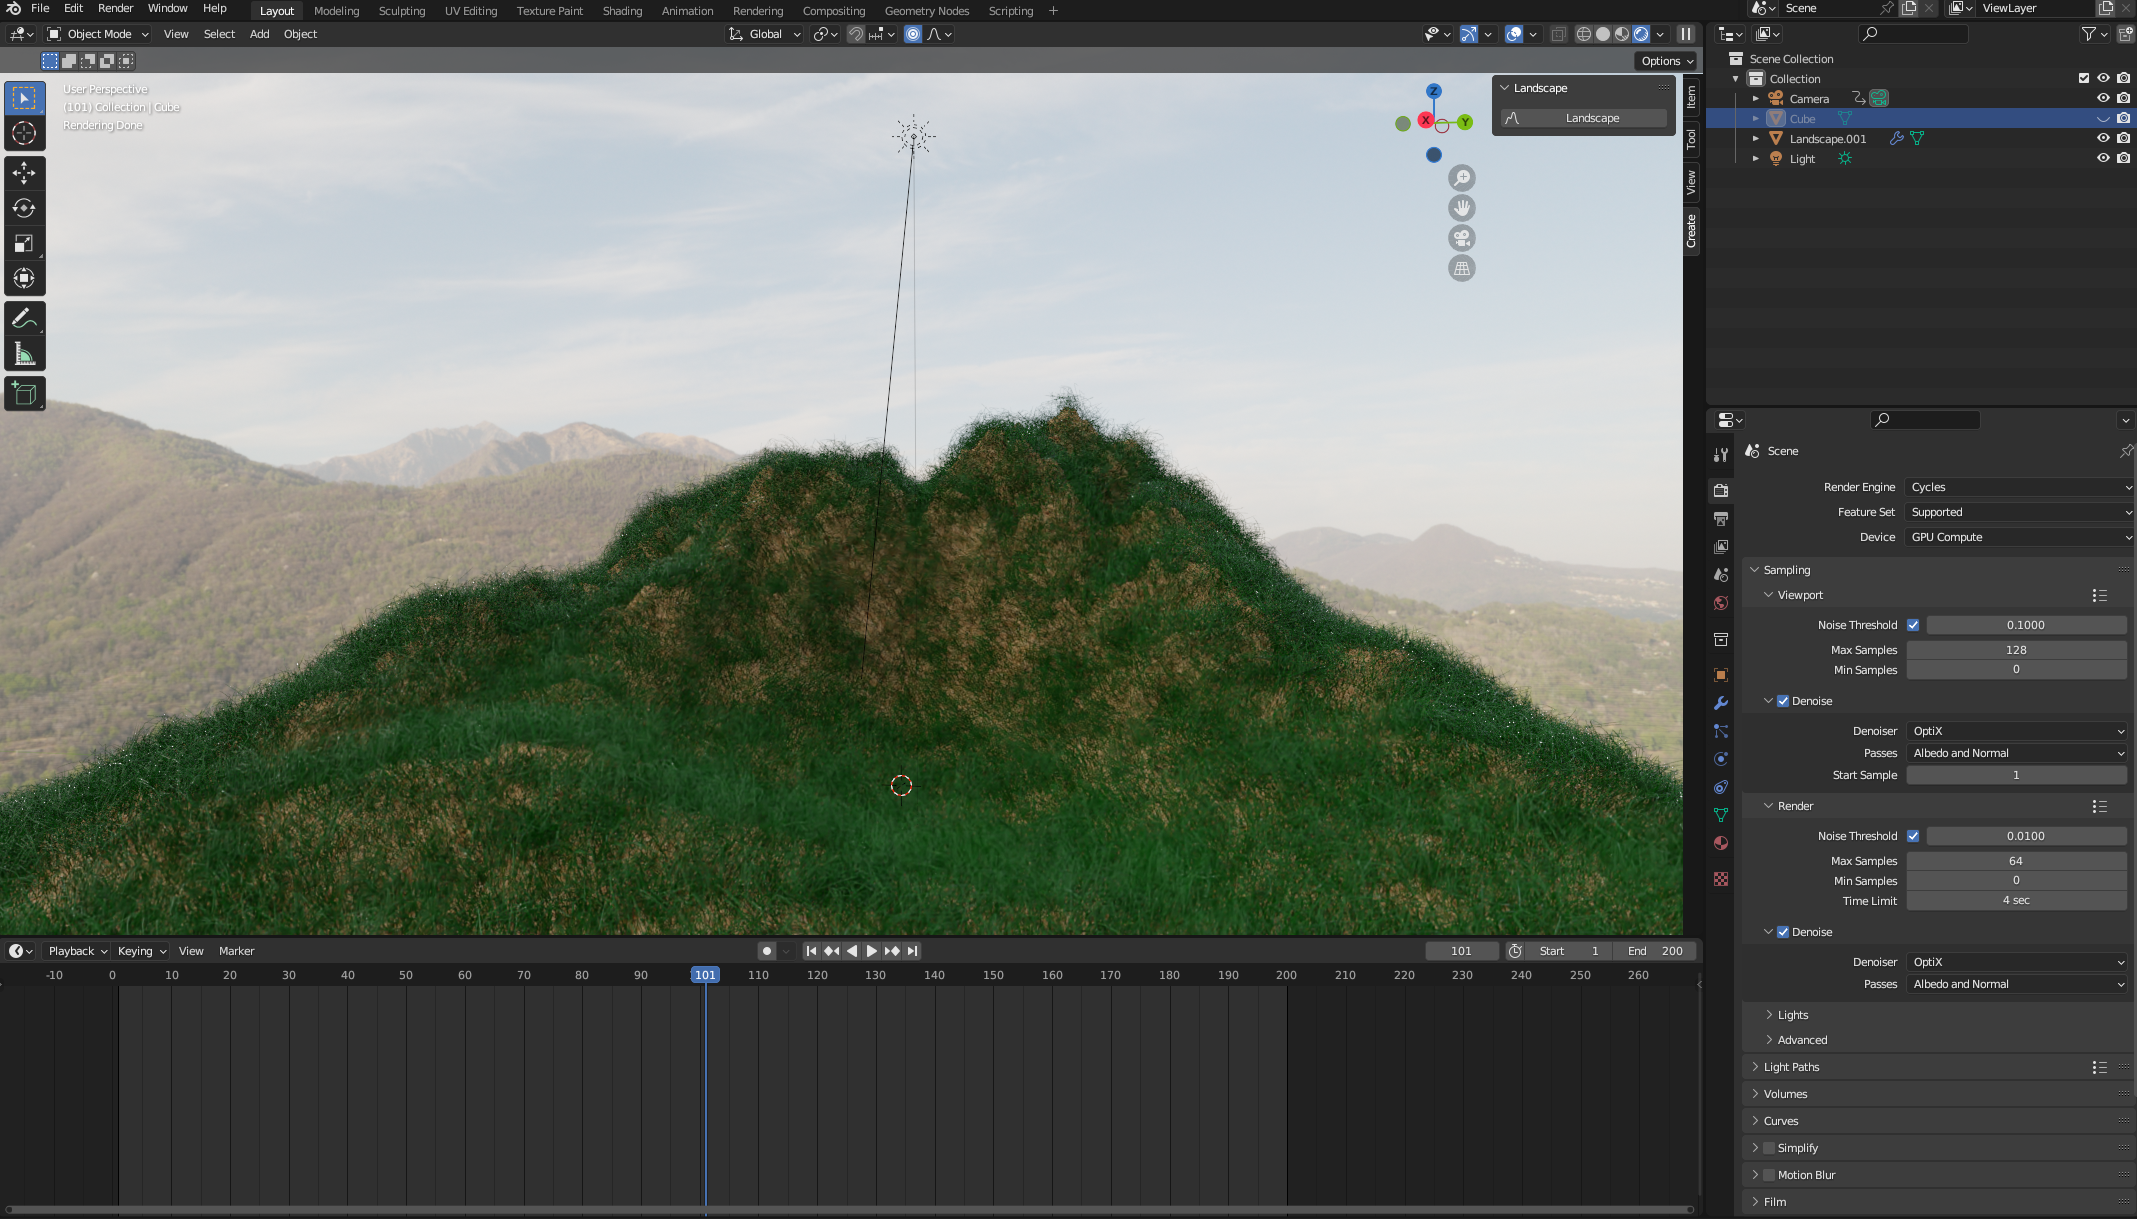 File Edit Render Window Help Layout Modeling Sculpting UV Editing Texture Paint Shading Animation Rendering Compositing Geometry Nodes Scripting + Scene ViewLayer
Object Mode View Select Add Object Global
Options
User Perspective
(101) Collection | Cube
Rendering Done
Z
X
Y
Landscape
Landscape
Item
Tool
View
Create
Scene Collection
Collection
Camera
Cube
Landscape.001
Light
Scene
Render Engine Cycles
Feature Set Supported
Device GPU Compute
Sampling
Viewport
Noise Threshold 0.1000
Max Samples 128
Min Samples 0
Denoise
Denoiser OptiX
Passes Albedo and Normal
Start Sample 1
Render
Noise Threshold 0.0100
Max Samples 64
Min Samples 0
Time Limit 4 sec
Denoise
Denoiser OptiX
Passes Albedo and Normal
Lights
Advanced
Light Paths
Volumes
Curves
Simplify
Motion Blur
Film
Playback Keying View Marker 101 Start 1 End 200
-10 0 10 20 30 40 50 60 70 80 90 101 110 120 130 140 150 160 170 180 190 200 210 220 230 240 250 260